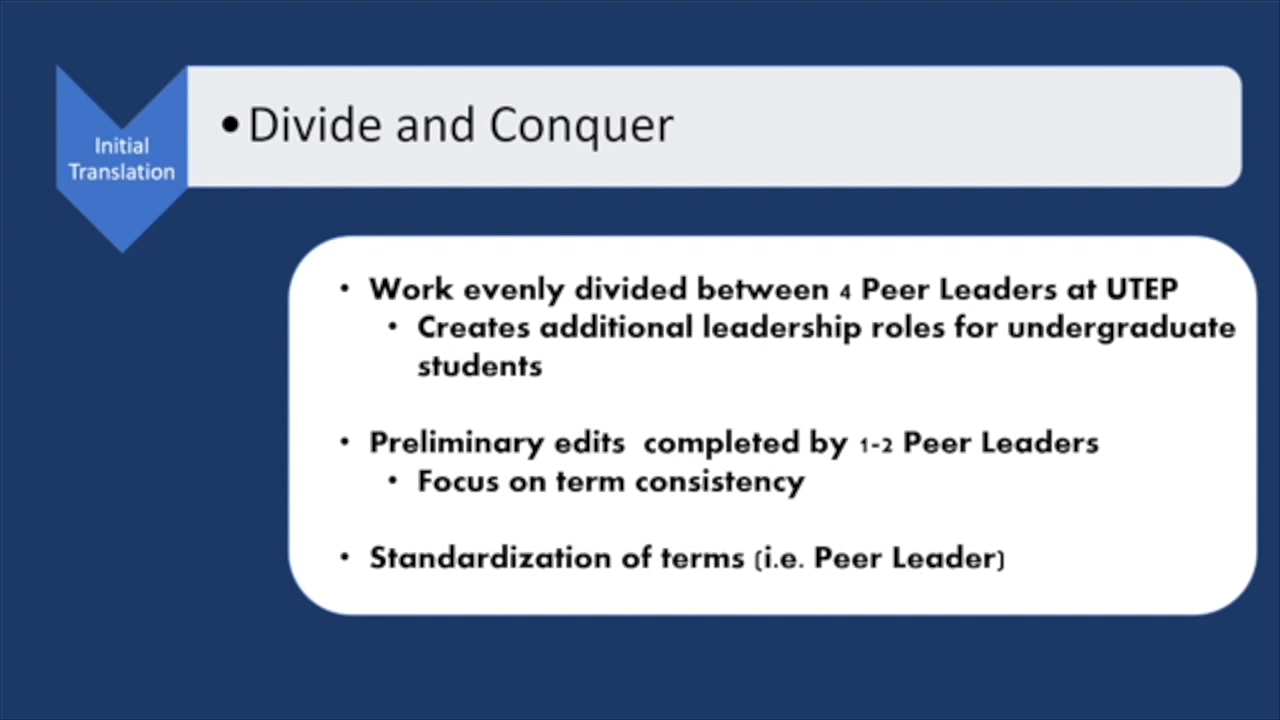 Initial
Translation
•Divide and Conquer
• Work evenly divided between 4 Peer Leaders at UTEP
• Creates additional leadership roles for undergraduate
students
• Preliminary edits completed by 1-2 Peer Leaders
• Focus on term consistency
• Standardization of terms (i.e. Peer Leader)